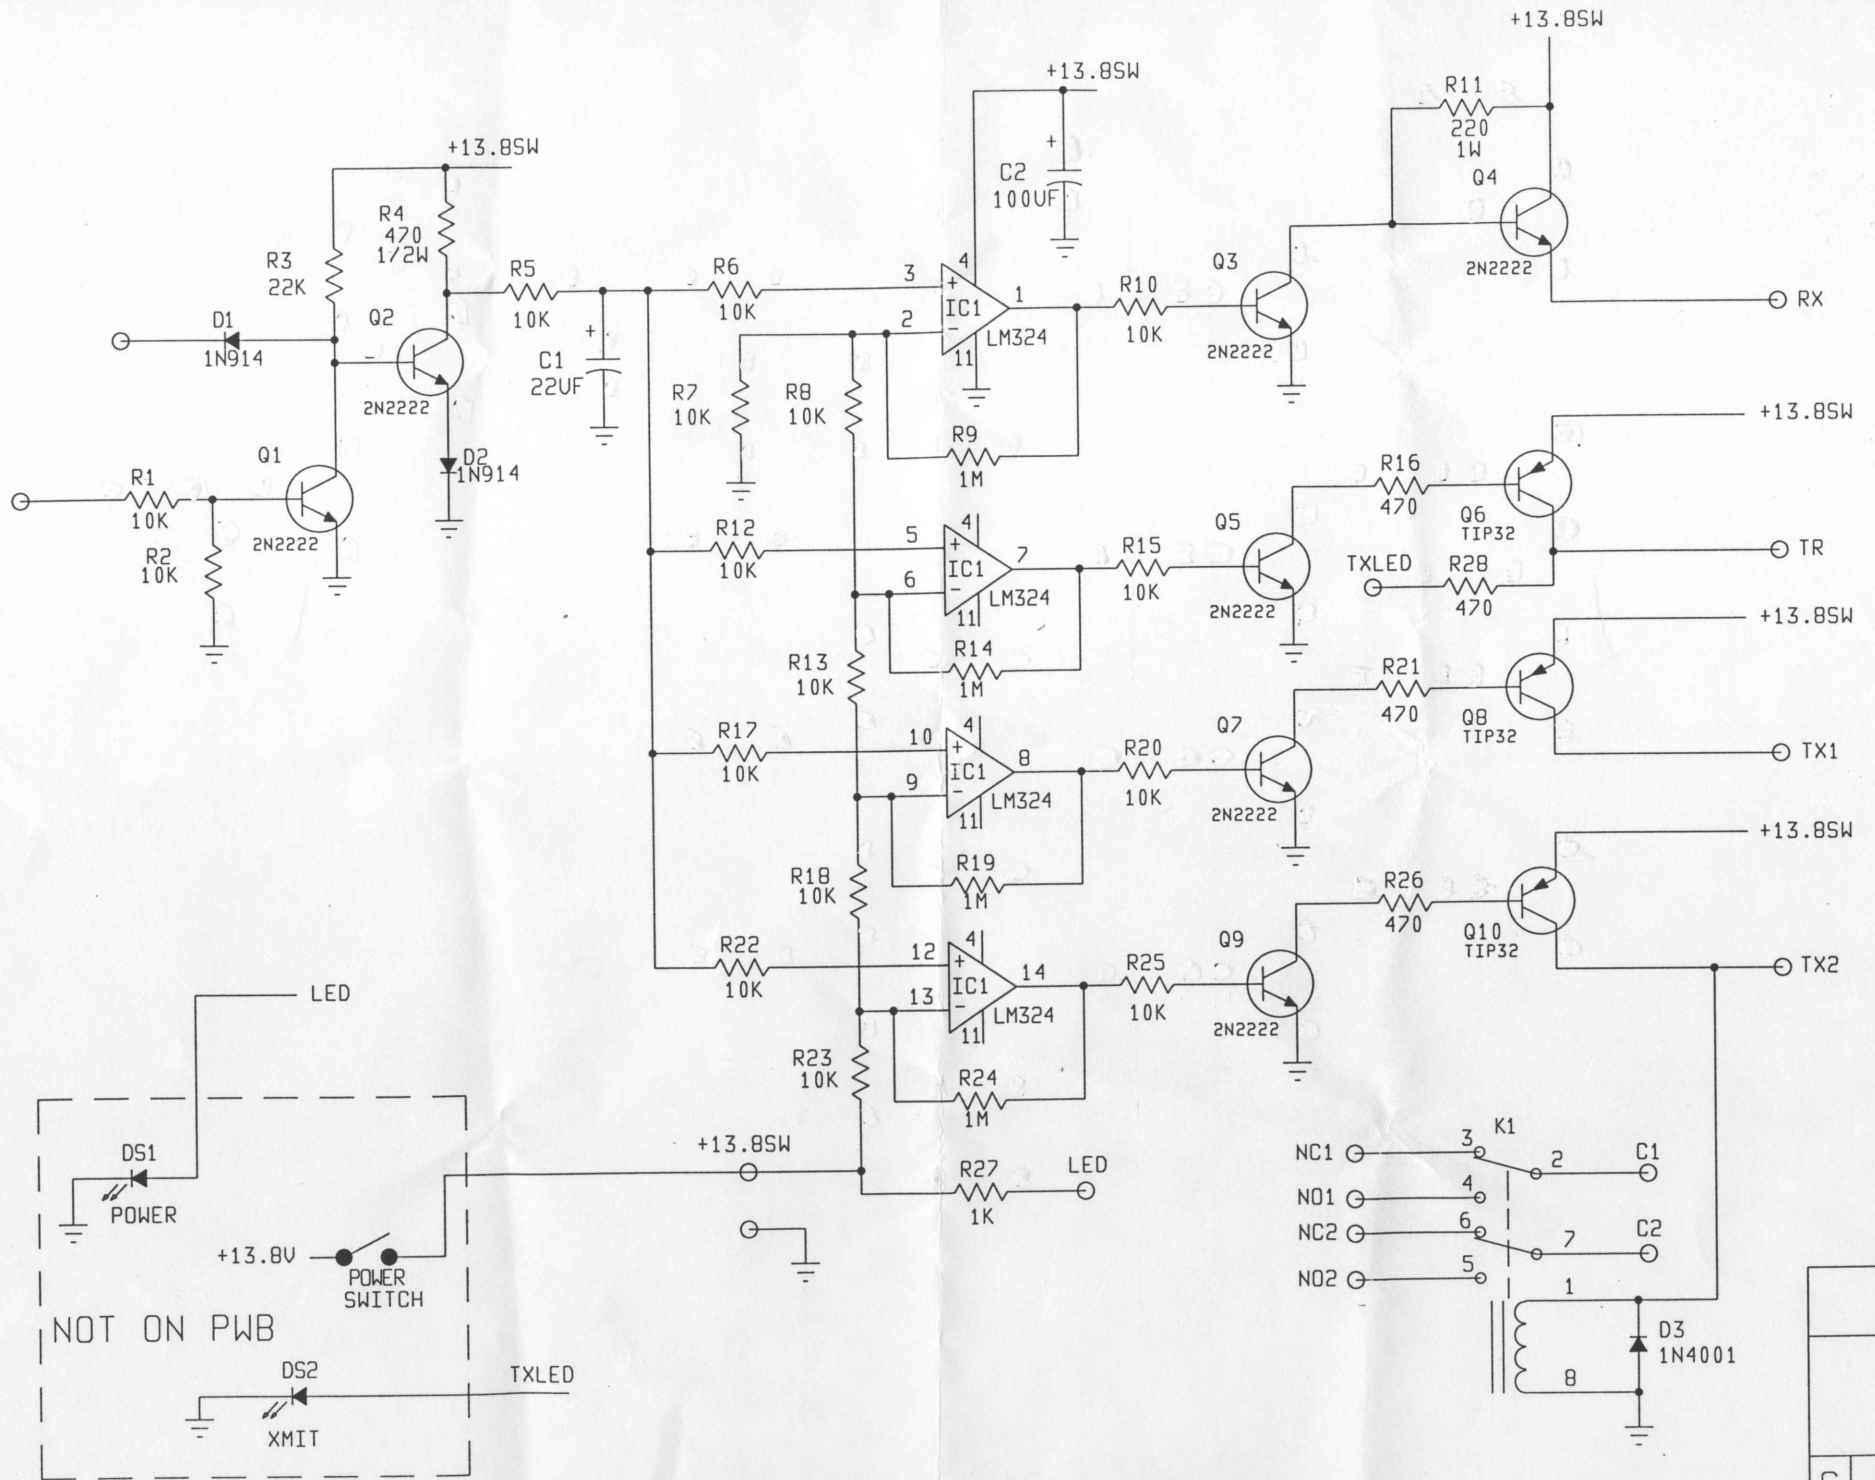 +13.8SW
+13.8SW
R11
220
1W
+13.8SW
C2
100UF
+
Q4
2N2222
RX
R4
470
1/2W
R3
22K
R5
10K
R6
10K
3
4
+
IC1
1
2
-
11
LM324
R10
10K
Q3
2N2222
D1
1N914
Q2
2N2222
+
C1
22UF
R7
10K
R8
10K
R9
1M
+13.8SW
R1
10K
Q1
2N2222
D2
1N914
R2
10K
R12
10K
5
4
+
IC1
7
6
-
11
LM324
R15
10K
Q5
2N2222
R16
470
Q6
TIP32
TR
TXLED
R28
470
R14
1M
R13
10K
+13.8SW
R17
10K
10
4
+
IC1
8
9
-
11
LM324
R20
10K
Q7
2N2222
R21
470
Q8
TIP32
TX1
R19
1M
R18
10K
+13.8SW
R22
10K
12
4
+
IC1
14
13
-
11
LM324
R25
10K
Q9
2N2222
R26
470
Q10
TIP32
TX2
LED
R23
10K
R24
1M
+13.8SW
R27
1K
LED
DS1
POWER
+13.8V
POWER
SWITCH
NOT ON PWB
DS2
XMIT
TXLED
K1
NC1
3
2
C1
NO1
4
NC2
6
7
C2
NO2
5
1
8
D3
1N4001